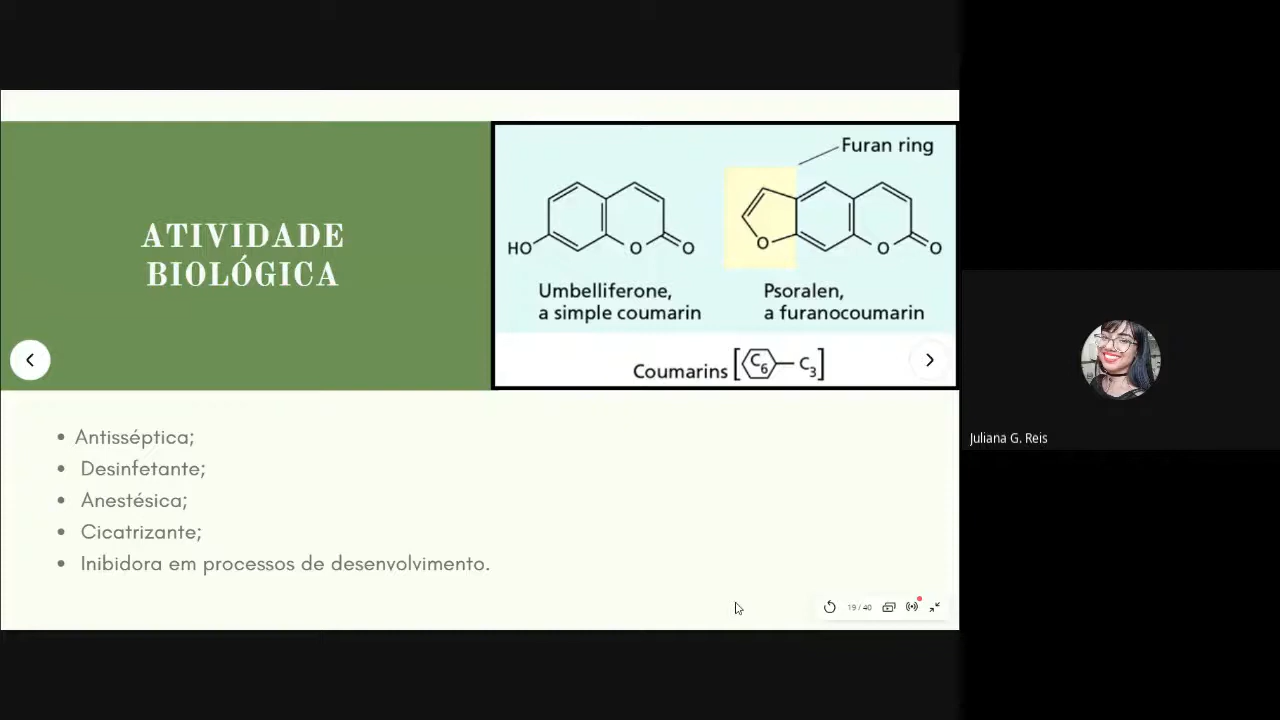 ATIVIDADE
BIOLÓGICA
Furan ring
HO
O
O
O
O
O
Umbelliferone,
a simple coumarin
Psoralen,
a furanocoumarin
Coumarins [C6—C3]
• Antisséptica;
• Desinfetante;
• Anestésica;
• Cicatrizante;
• Inibidora em processos de desenvolvimento.
19 / 40
Juliana G. Reis